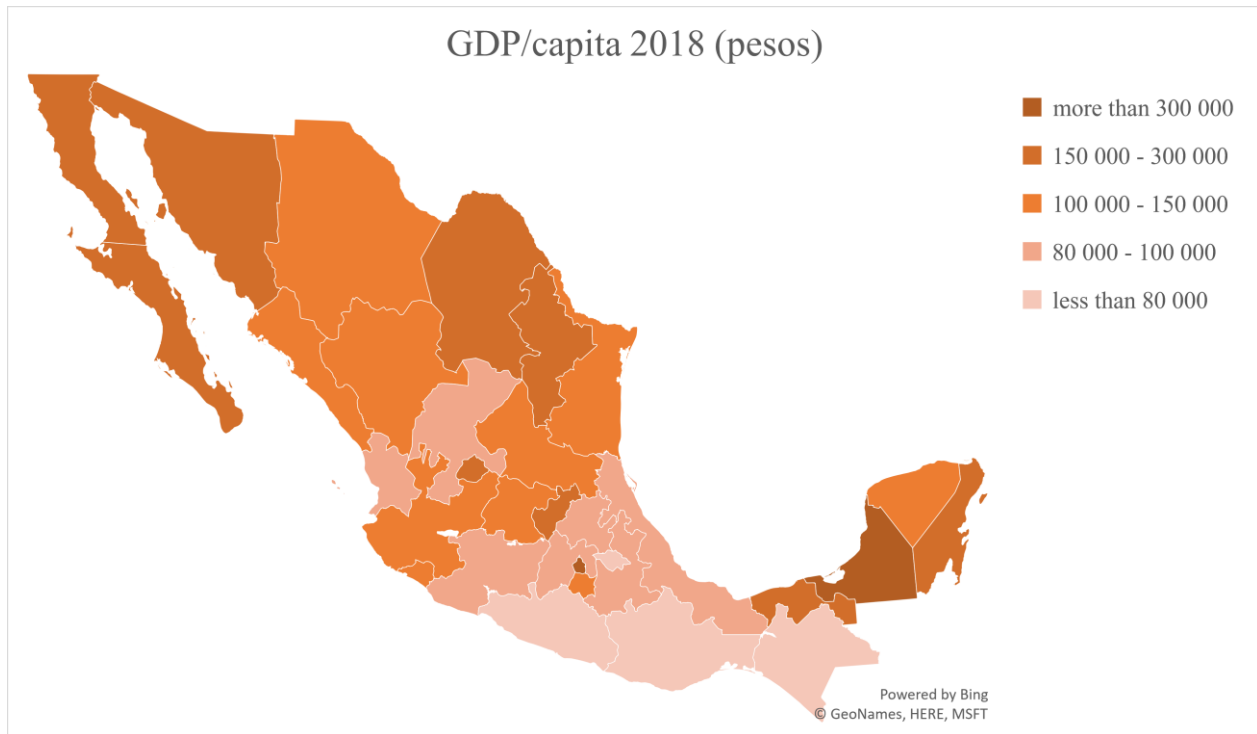 GDP/capita 2018 (pesos)
more than 300 000
150 000 - 300 000
100 000 - 150 000
80 000 - 100 000
less than 80 000
Powered by Bing
© GeoNames, HERE, MSFT